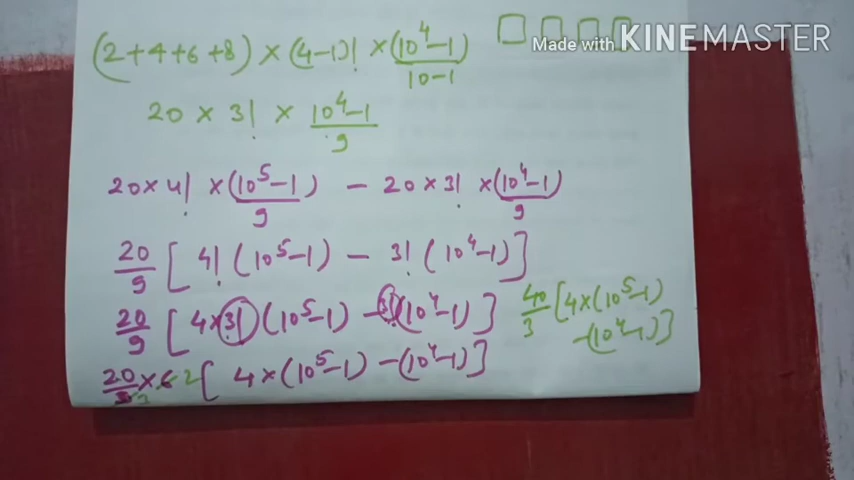 (2+4+6+8) × (4-1)! × (10⁴-1)/(10-1)
Made with KINEMASTER
20 × 3! × (10⁴-1)/9
20×4! × (10⁵-1)/9 - 20×3! × (10⁴-1)/9
20/9 [ 4! (10⁵-1) - 3! (10⁴-1) ]
20/9 [ 4×3! (10⁵-1) - 3! (10⁴-1) ]
20/9 3 × 6 2 [ 4×(10⁵-1) - (10⁴-1) ]
40/3 [ 4×(10⁵-1)
-(10⁴-1) ]